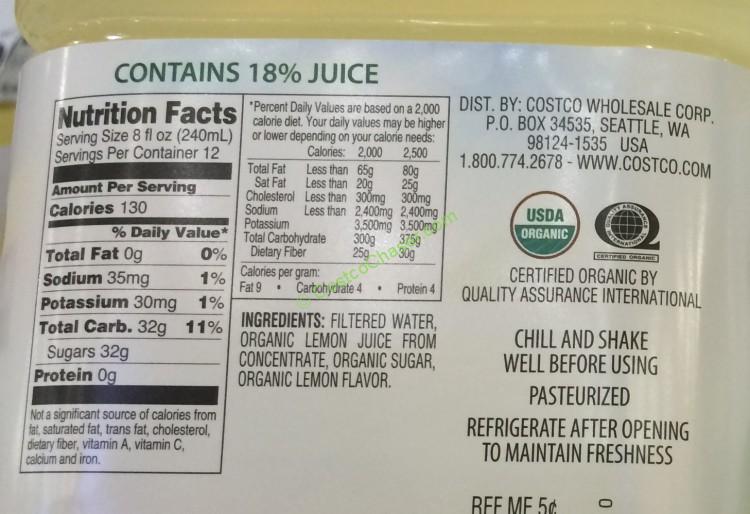 CONTAINS 18% JUICE
Nutrition Facts
Serving Size 8 fl oz (240mL)
Servings Per Container 12
Amount Per Serving
Calories 130
% Daily Value*
Total Fat 0g 0%
Sodium 35mg 1%
Potassium 30mg 1%
Total Carb. 32g 11%
Sugars 32g
Protein 0g
Not a significant source of calories from
fat, saturated fat, trans fat, cholesterol,
dietary fiber, vitamin A, vitamin C,
calcium and iron.
*Percent Daily Values are based on a 2,000
calorie diet. Your daily values may be higher
or lower depending on your calorie needs:
Calories: 2,000 2,500
Total Fat Less than 65g 80g
Sat Fat Less than 20g 25g
Cholesterol Less than 300mg 300mg
Sodium Less than 2,400mg 2,400mg
Potassium 3,500mg 3,500mg
Total Carbohydrate 300g 375g
Dietary Fiber 25g 30g
Calories per gram:
Fat 9 • Carbohydrate 4 • Protein 4
INGREDIENTS: FILTERED WATER,
ORGANIC LEMON JUICE FROM
CONCENTRATE, ORGANIC SUGAR,
ORGANIC LEMON FLAVOR.
DIST. BY: COSTCO WHOLESALE CORP.
P.O. BOX 34535, SEATTLE, WA
98124-1535 USA
1.800.774.2678 - WWW.COSTCO.COM
USDA
ORGANIC
QUALITY ASSURANCE INTERNATIONAL
CERTIFIED ORGANIC
CERTIFIED ORGANIC BY
QUALITY ASSURANCE INTERNATIONAL
CHILL AND SHAKE
WELL BEFORE USING
PASTEURIZED
REFRIGERATE AFTER OPENING
TO MAINTAIN FRESHNESS
REF ME 5¢